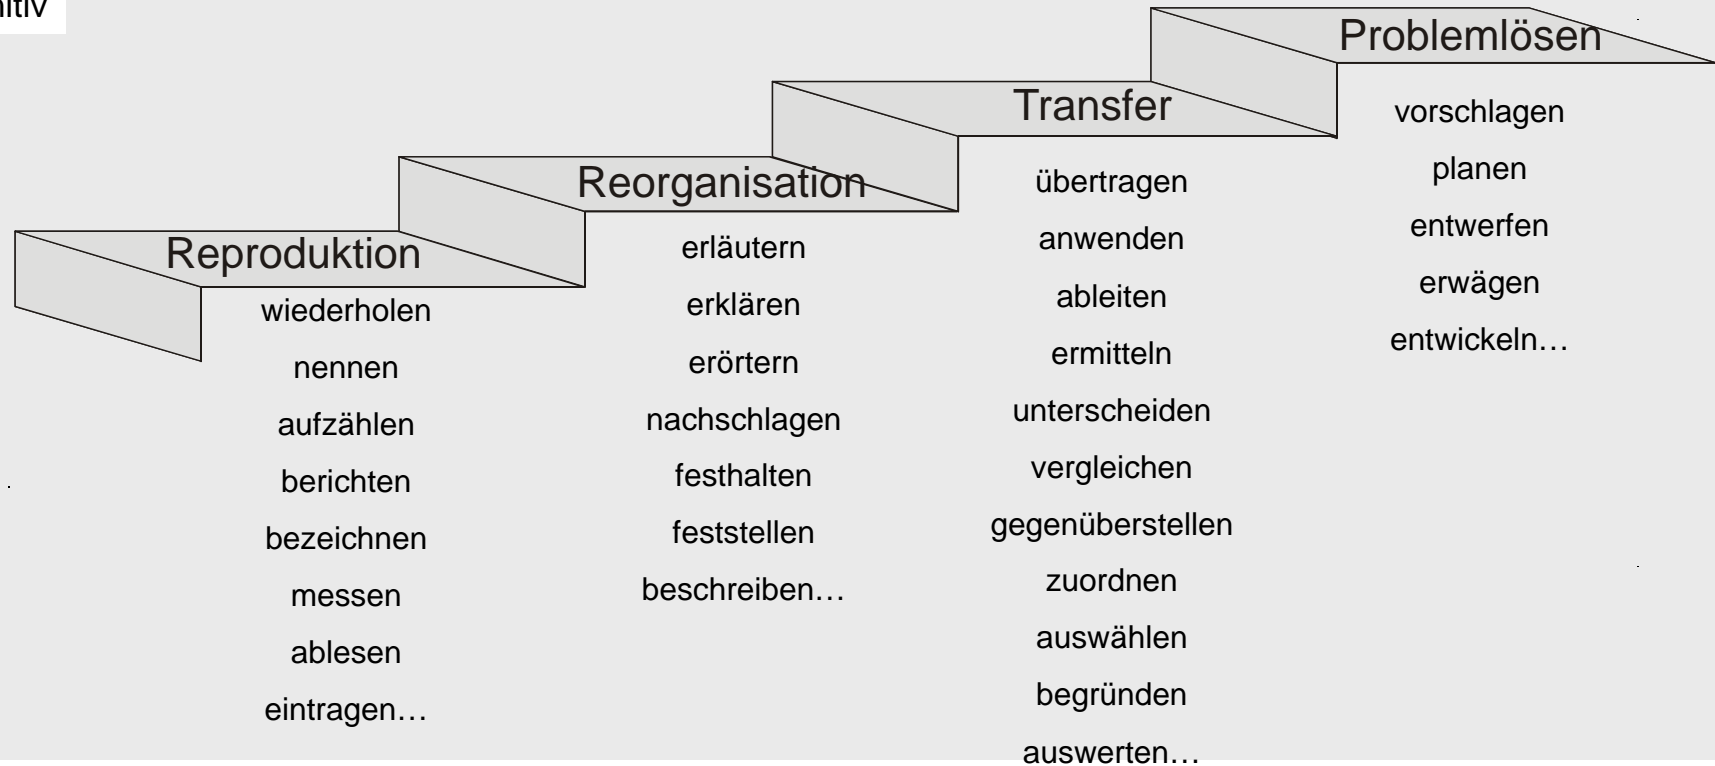 Problemlösen
vorschlagen
planen
entwerfen
erwägen
entwickeln…
Transfer
übertragen
anwenden
ableiten
ermitteln
unterscheiden
vergleichen
gegenüberstellen
zuordnen
auswählen
begründen
auswerten…
Reorganisation
erläutern
erklären
erörtern
nachschlagen
festhalten
feststellen
beschreiben…
Reproduktion
wiederholen
nennen
aufzählen
berichten
bezeichnen
messen
ablesen
eintragen…